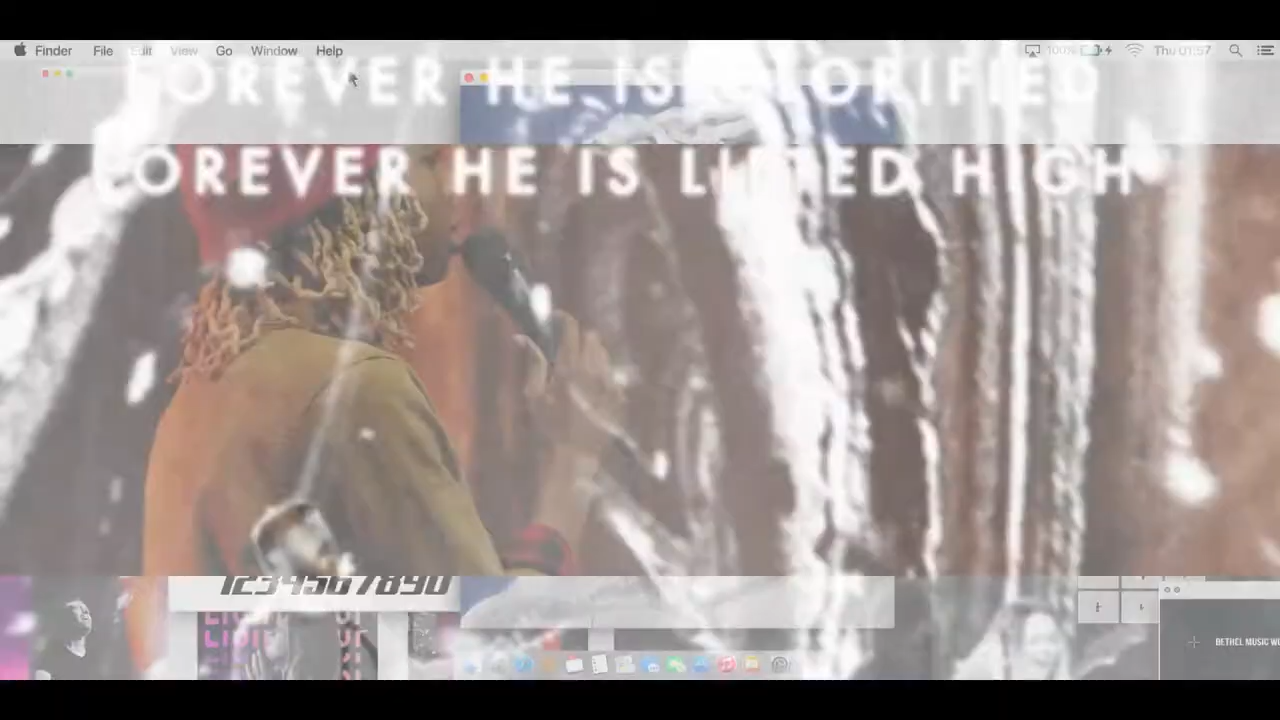 Finder File Edit View Go Window Help 100% Thu 01:57
FOREVER HE IS GLORIFIED
FOREVER HE IS LIFTED HIGH
1234567890
BETHEL MUSIC